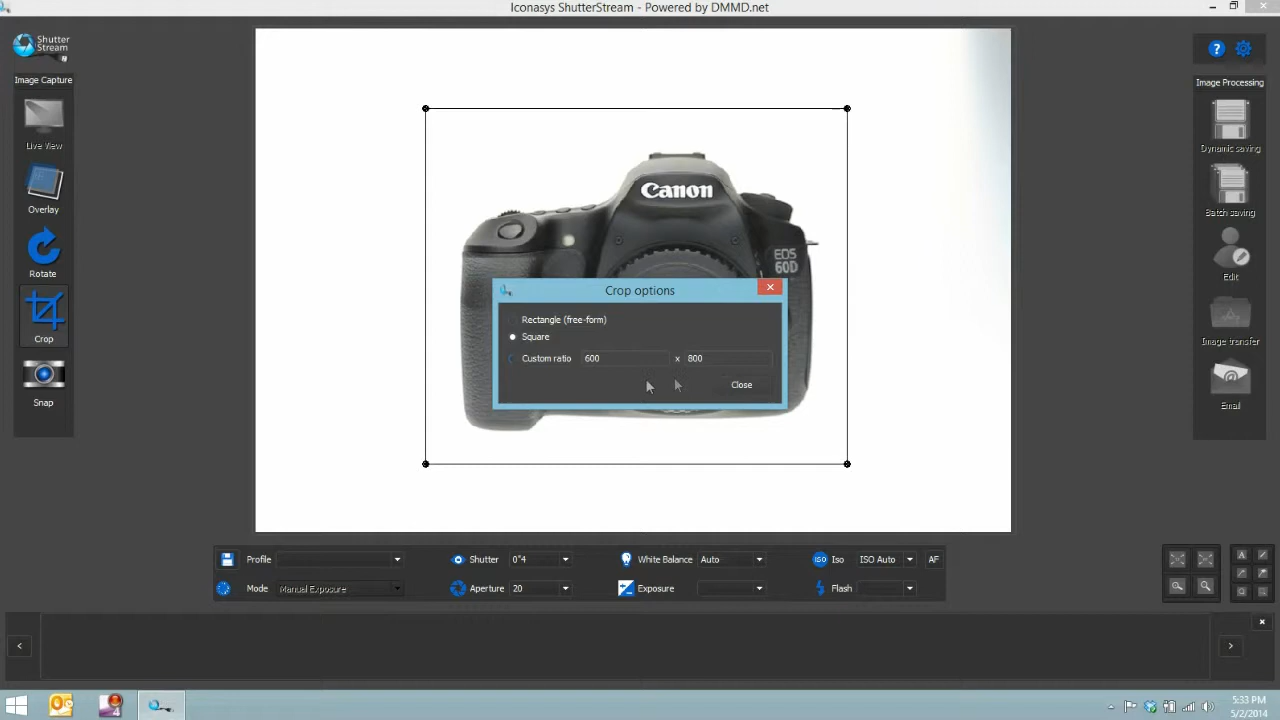 Iconasys ShutterStream - Powered by DMMD.net
Shutter
Stream
Image Capture
Live View
Overlay
Rotate
Crop
Snap
Canon
EOS
60D
Crop options
Rectangle (free-form)
Square
Custom ratio 600 x 800
Close
Image Processing
Dynamic saving
Batch saving
Edit
Image transfer
Email
Profile
Shutter 0"4
White Balance Auto
ISO Iso ISO Auto
AF
Mode Manual Exposure
Aperture 20
Exposure
Flash
5:33 PM
5/2/2014